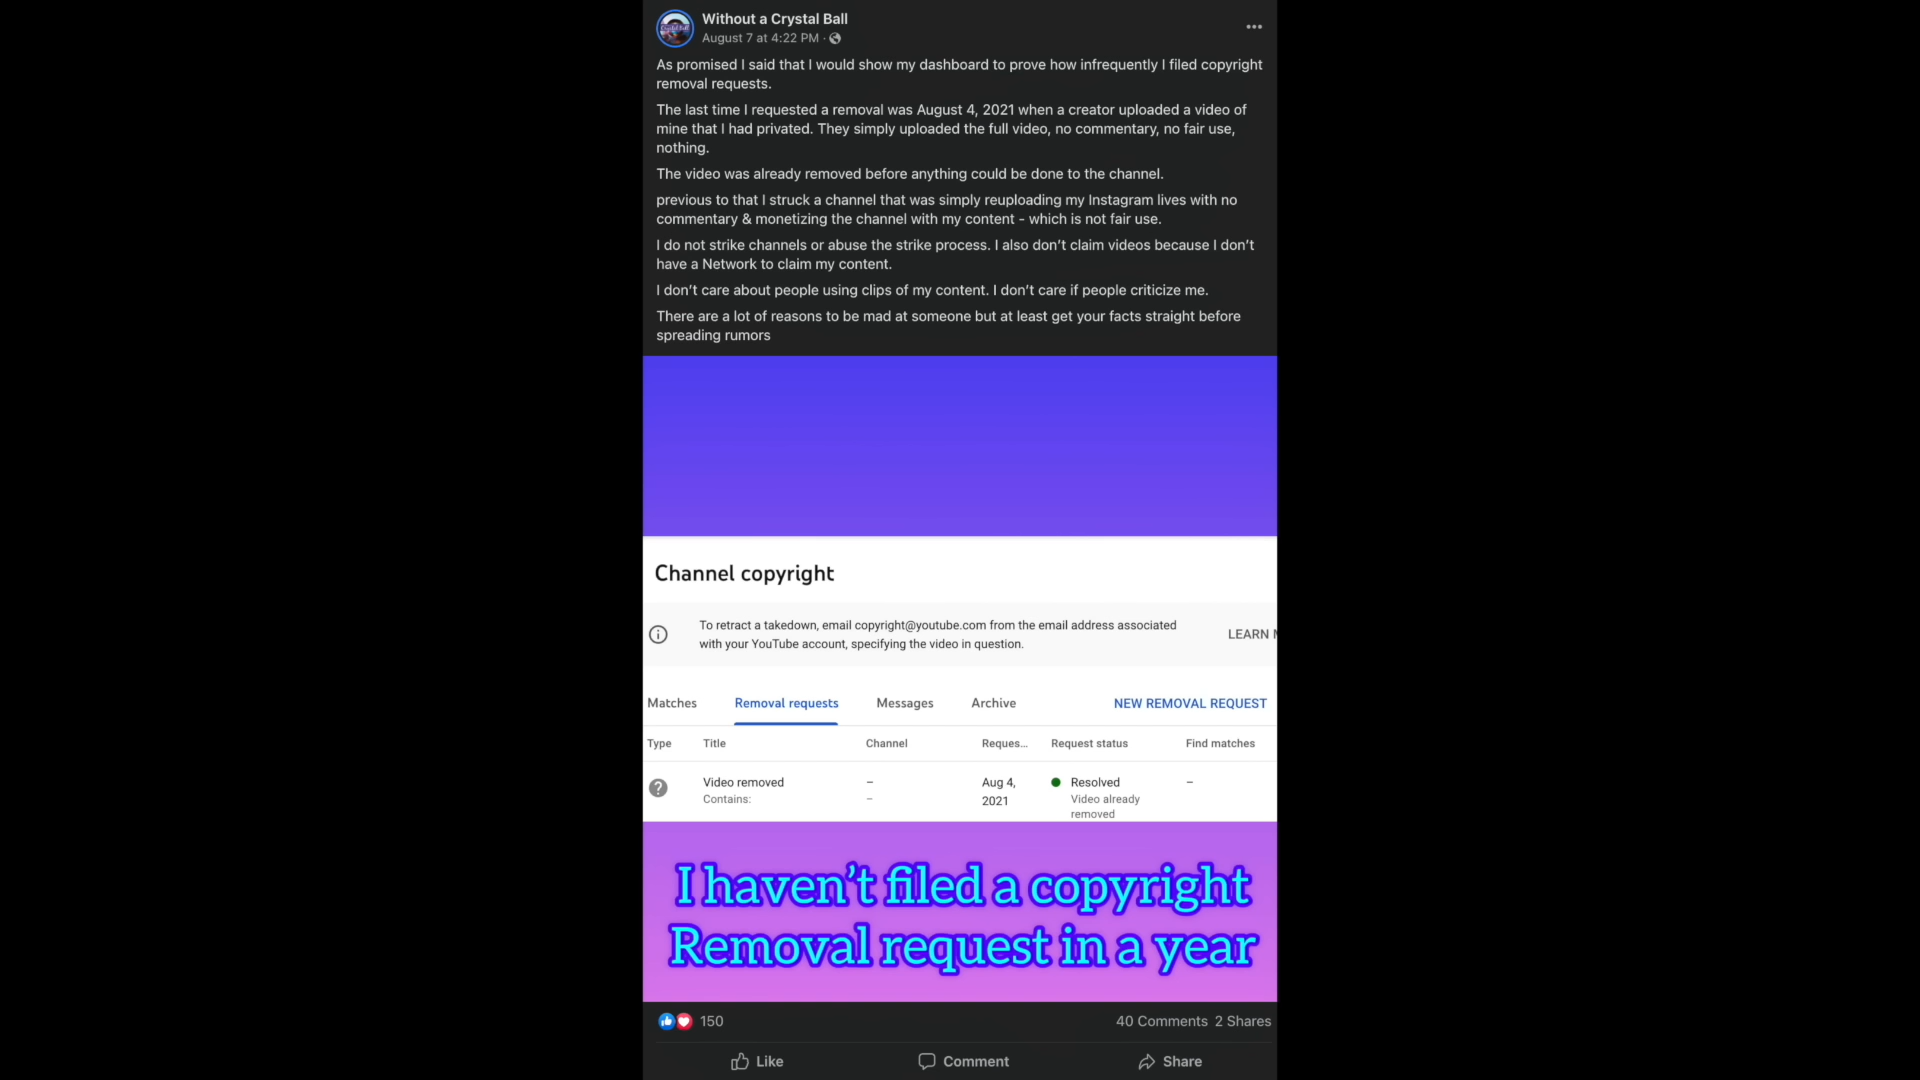 Without a Crystal Ball
August 7 at 4:22 PM ·
As promised I said that I would show my dashboard to prove how infrequently I filed copyright
removal requests.
The last time I requested a removal was August 4, 2021 when a creator uploaded a video of
mine that I had privated. They simply uploaded the full video, no commentary, no fair use,
nothing.
The video was already removed before anything could be done to the channel.
previous to that I struck a channel that was simply reuploading my Instagram lives with no
commentary & monetizing the channel with my content - which is not fair use.
I do not strike channels or abuse the strike process. I also don't claim videos because I don't
have a Network to claim my content.
I don't care about people using clips of my content. I don't care if people criticize me.
There are a lot of reasons to be mad at someone but at least get your facts straight before
spreading rumors
Channel copyright
To retract a takedown, email copyright@youtube.com from the email address associated
with your YouTube account, specifying the video in question.
LEARN
Matches Removal requests Messages Archive NEW REMOVAL REQUEST
Type Title Channel Reques... Request status Find matches
Video removed – Aug 4, Resolved –
Contains: – 2021 Video already
removed
I haven't filed a copyright
Removal request in a year
150 40 Comments 2 Shares
Like Comment Share